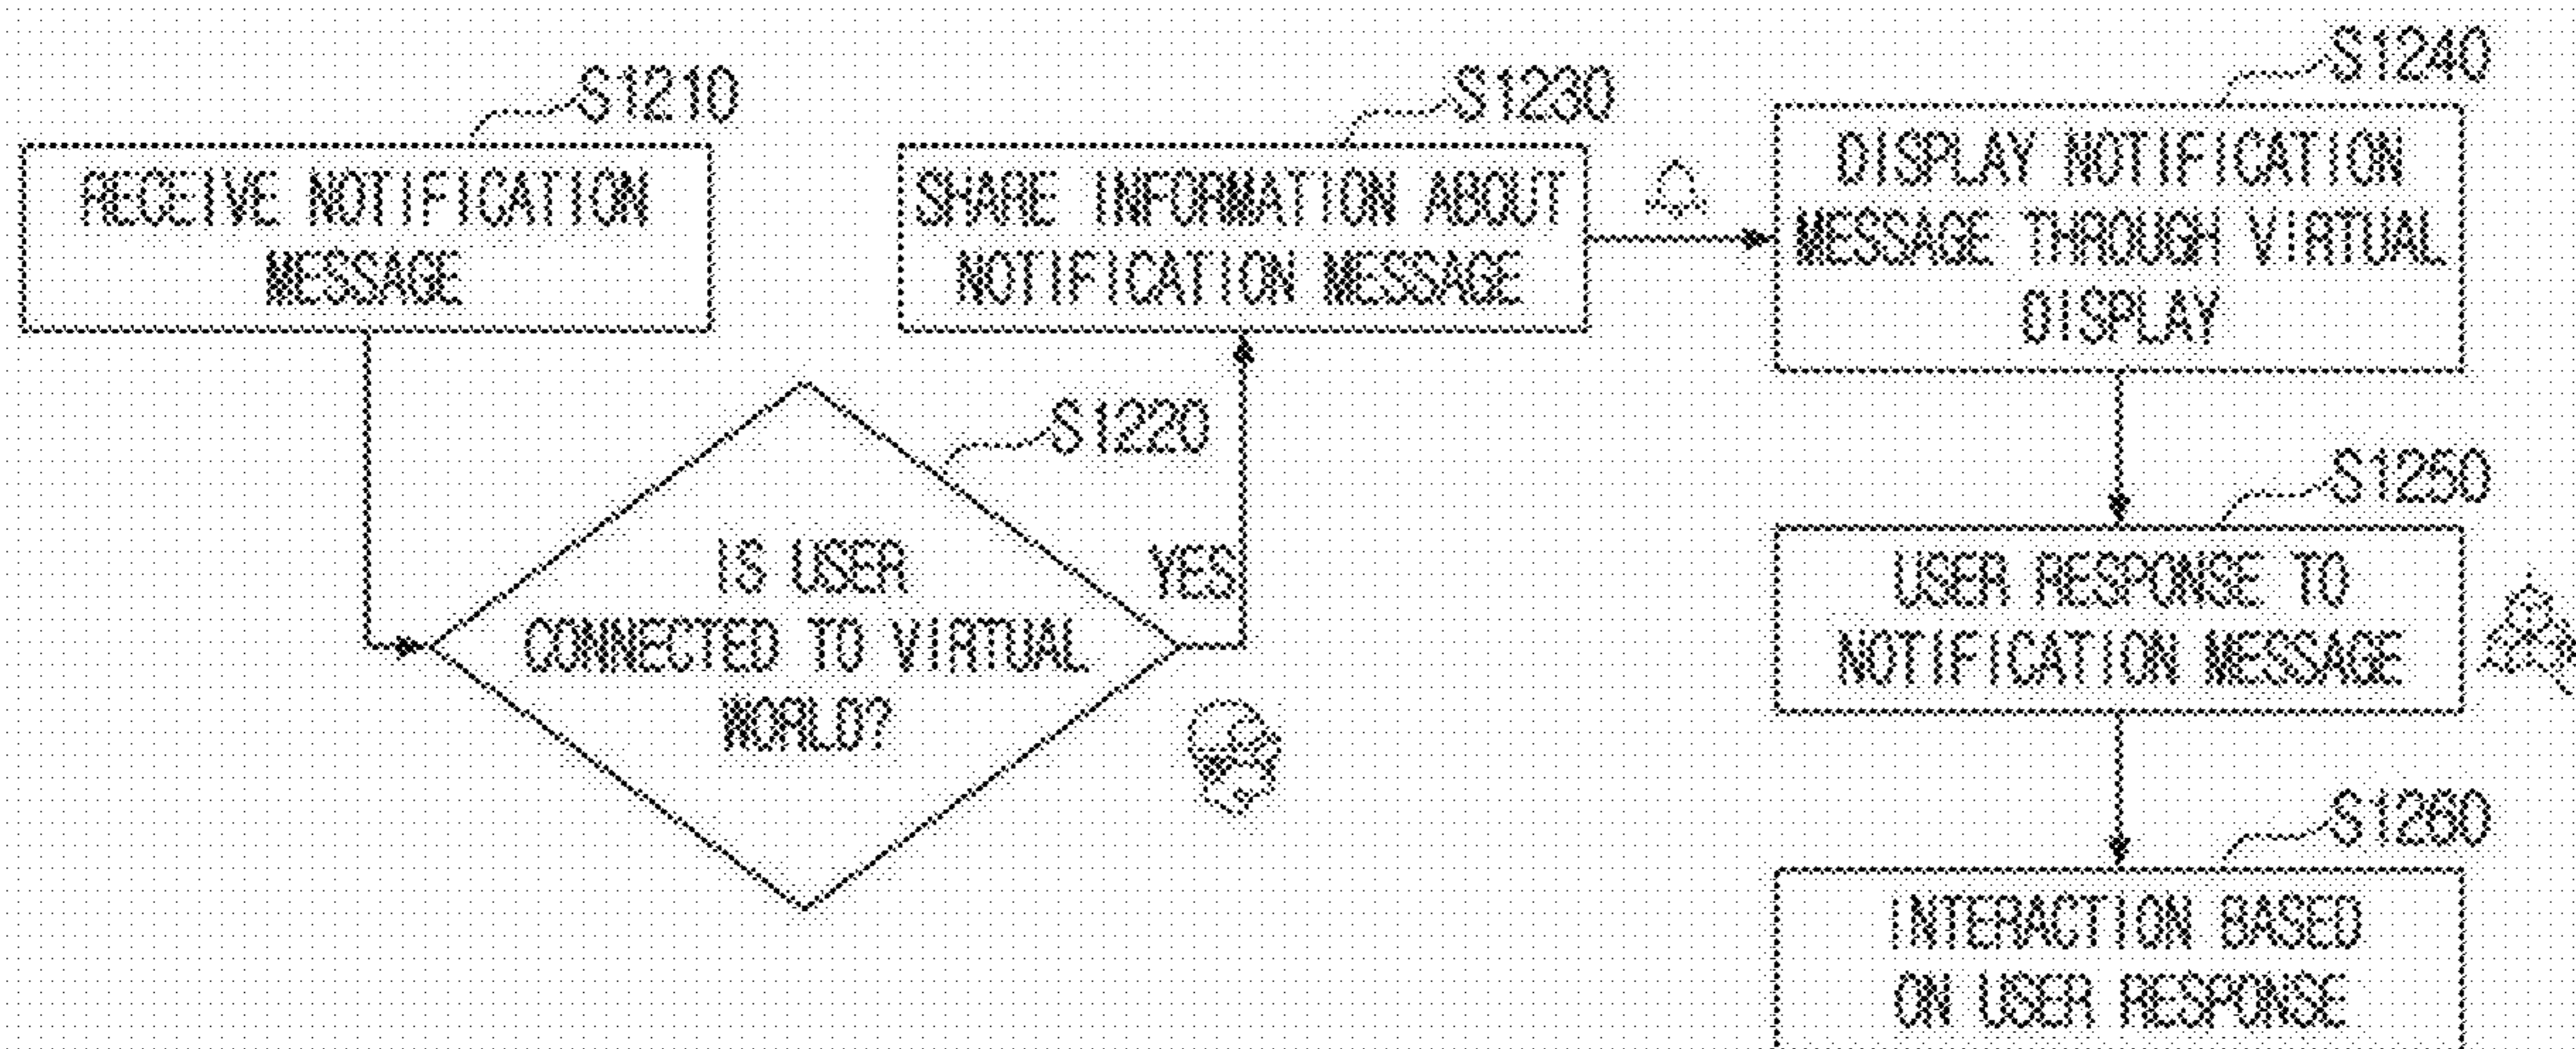 S1210
RECEIVE NOTIFICATION
MESSAGE
S1220
IS USER
CONNECTED TO VIRTUAL
WORLD?
YES
S1230
SHARE INFORMATION ABOUT
NOTIFICATION MESSAGE
S1240
DISPLAY NOTIFICATION
MESSAGE THROUGH VIRTUAL
DISPLAY
S1250
USER RESPONSE TO
NOTIFICATION MESSAGE
S1260
INTERACTION BASED
ON USER RESPONSE